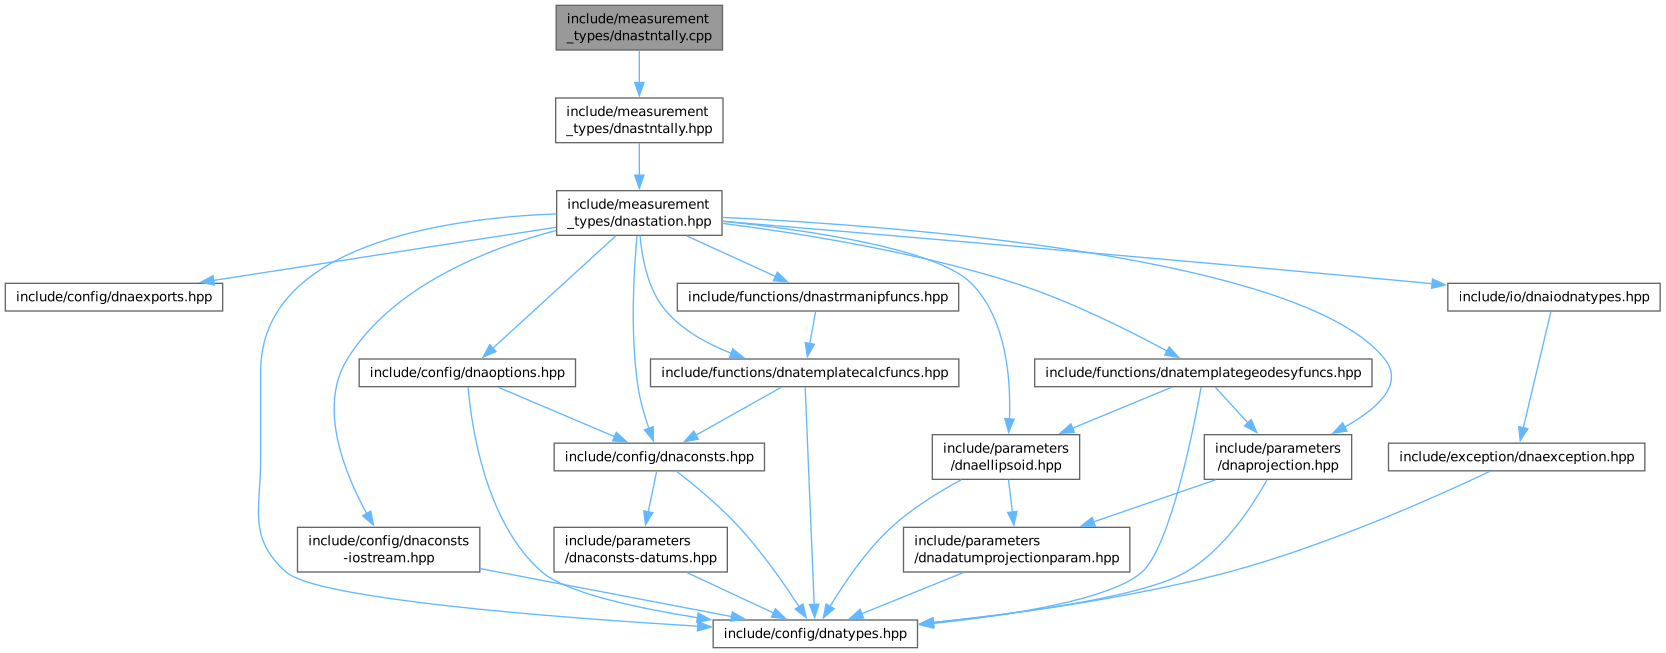 include/measurement
_types/dnastntally.cpp
include/measurement
_types/dnastntally.hpp
include/measurement
_types/dnastation.hpp
include/config/dnaexports.hpp
include/functions/dnastrmanipfuncs.hpp
include/io/dnaiodnatypes.hpp
include/config/dnaoptions.hpp
include/functions/dnatemplatecalcfuncs.hpp
include/functions/dnatemplategeodesyfuncs.hpp
include/config/dnaconsts.hpp
include/parameters
/dnaellipsoid.hpp
include/parameters
/dnaprojection.hpp
include/exception/dnaexception.hpp
include/config/dnaconsts
-iostream.hpp
include/parameters
/dnaconsts-datums.hpp
include/parameters
/dnadatumprojectionparam.hpp
include/config/dnatypes.hpp